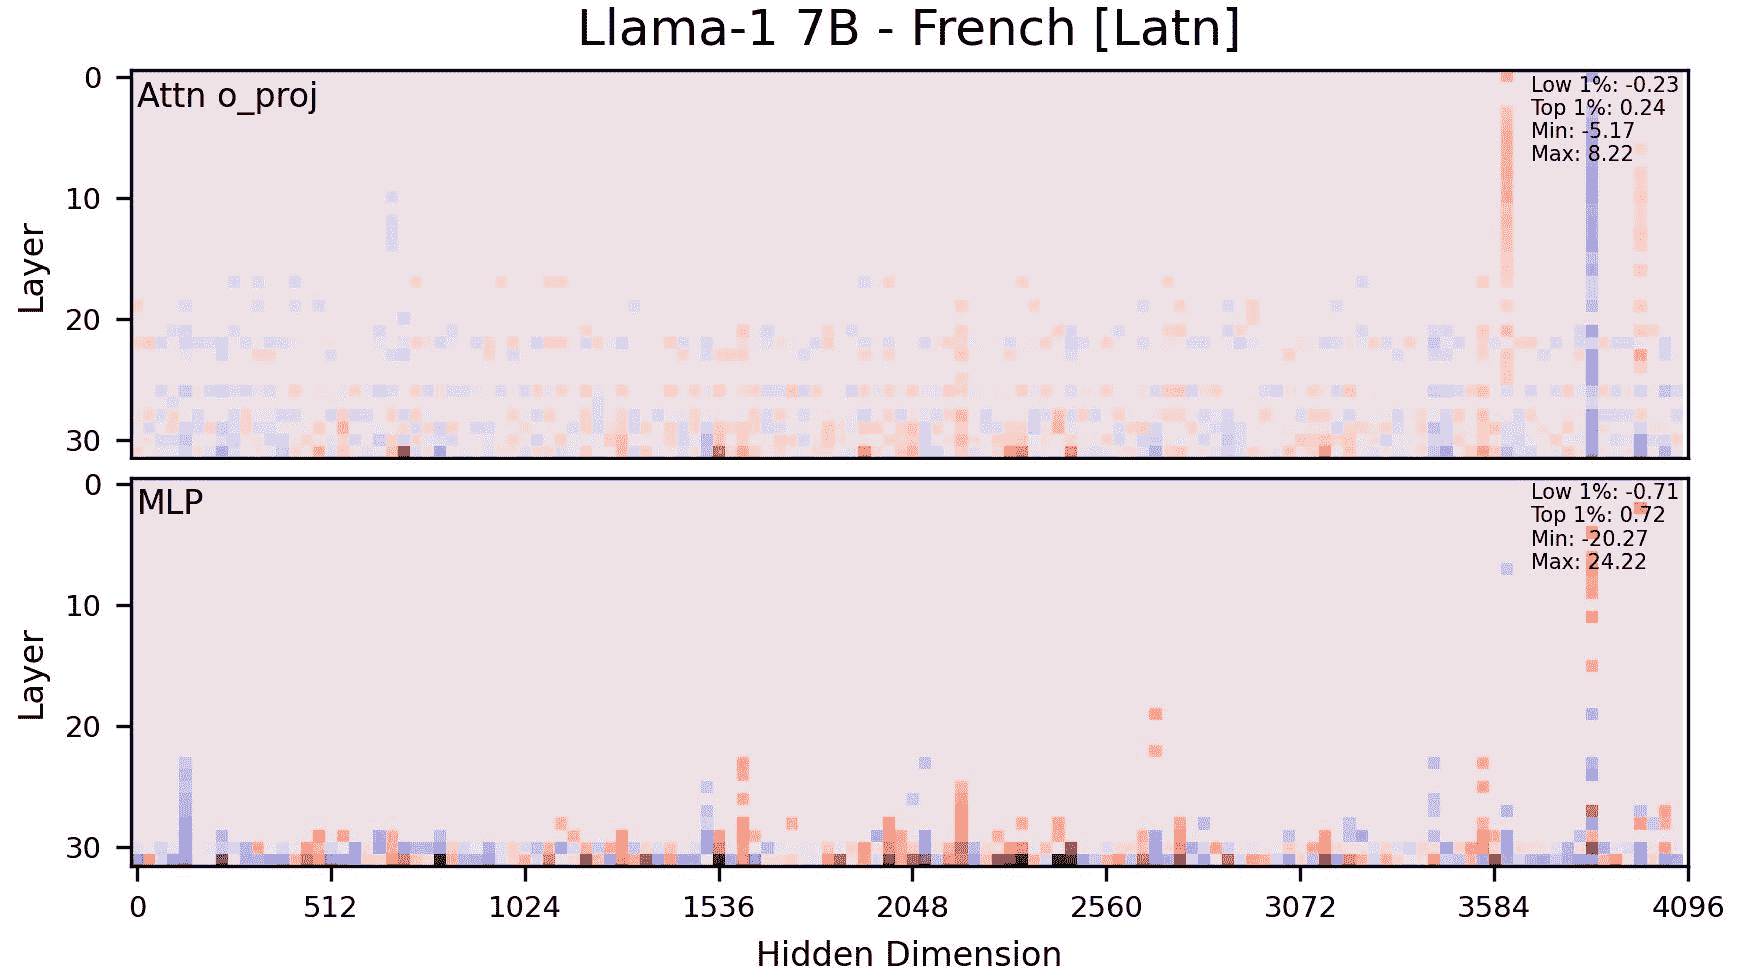 Llama-1 7B - French [Latn]
Attn o_proj
Low 1%: -0.23
Top 1%: 0.24
Min: -5.17
Max: 8.22
0
10
20
30
Layer
MLP
Low 1%: -0.71
Top 1%: 0.72
Min: -20.27
Max: 24.22
0
10
20
30
Layer
0 512 1024 1536 2048 2560 3072 3584 4096
Hidden Dimension